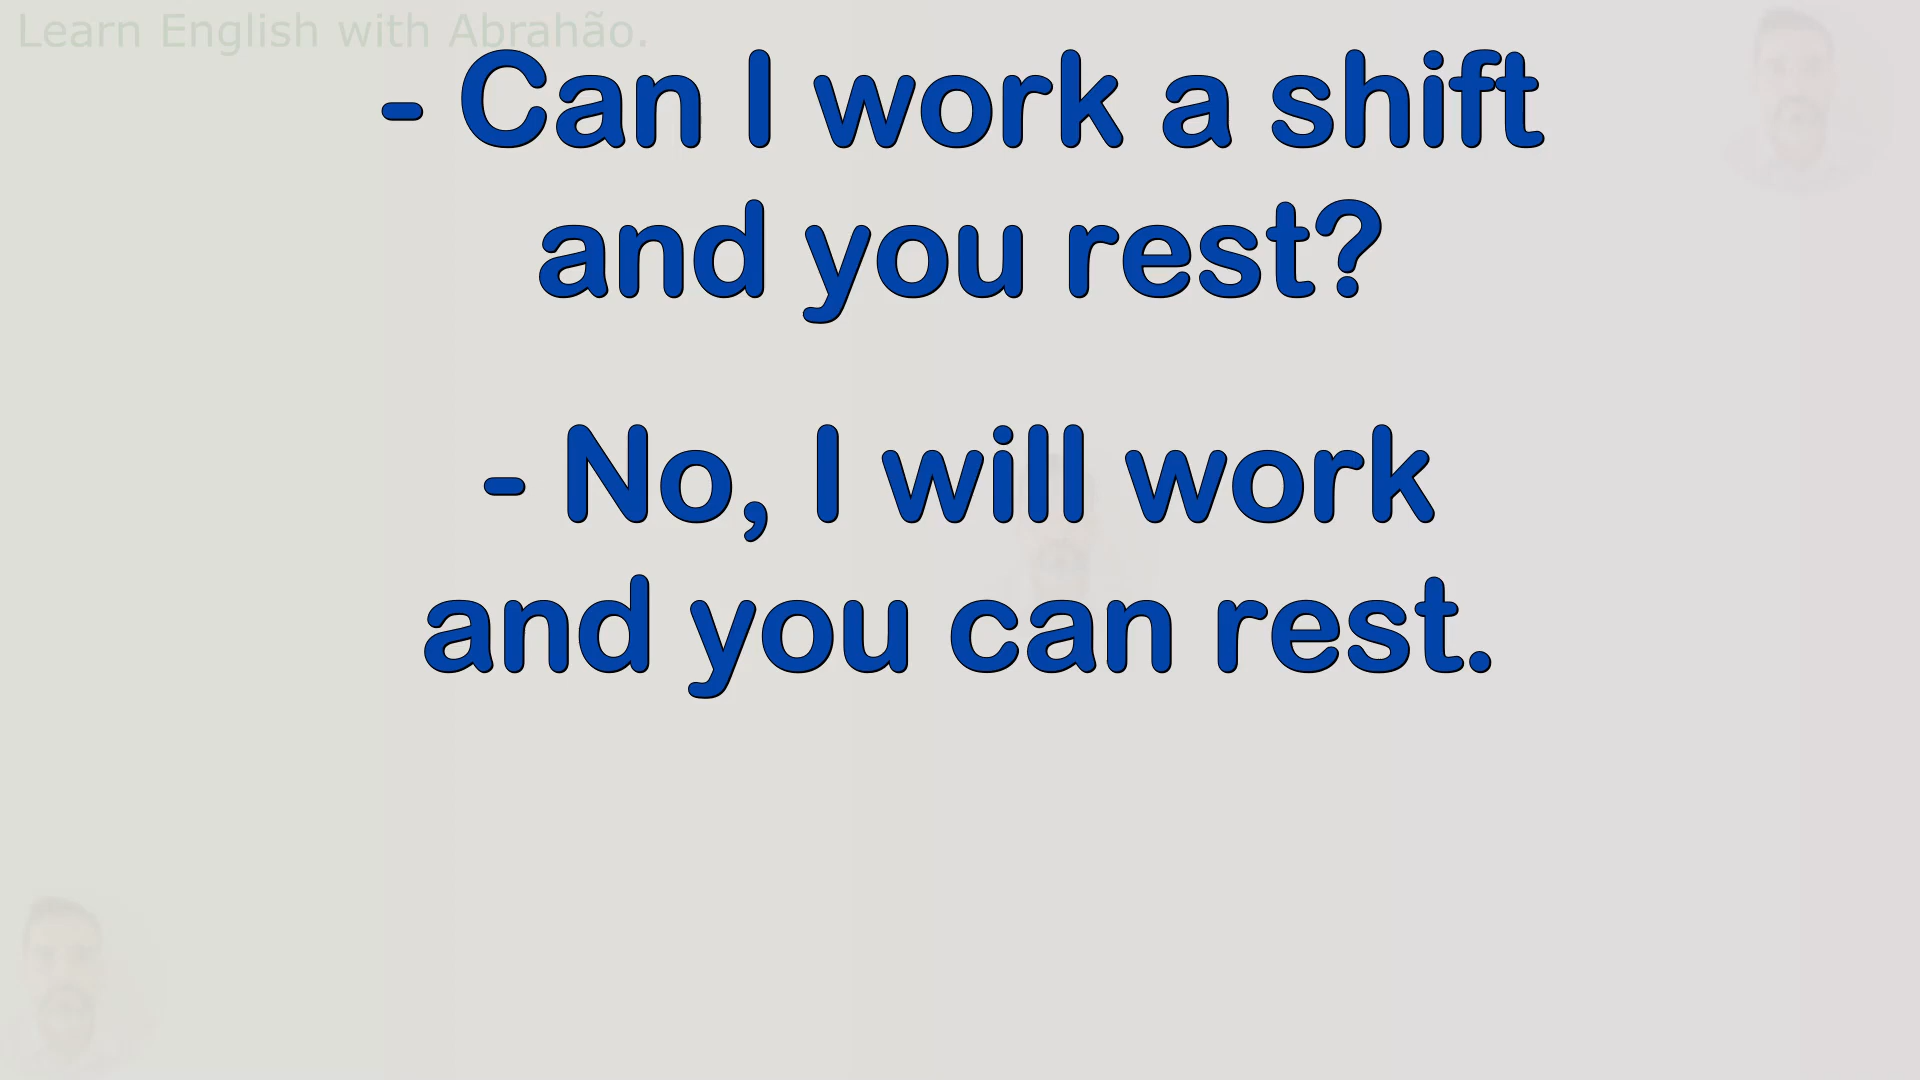 Learn English with Abrahão.
- Can I work a shift
and you rest?
- No, I will work
and you can rest.